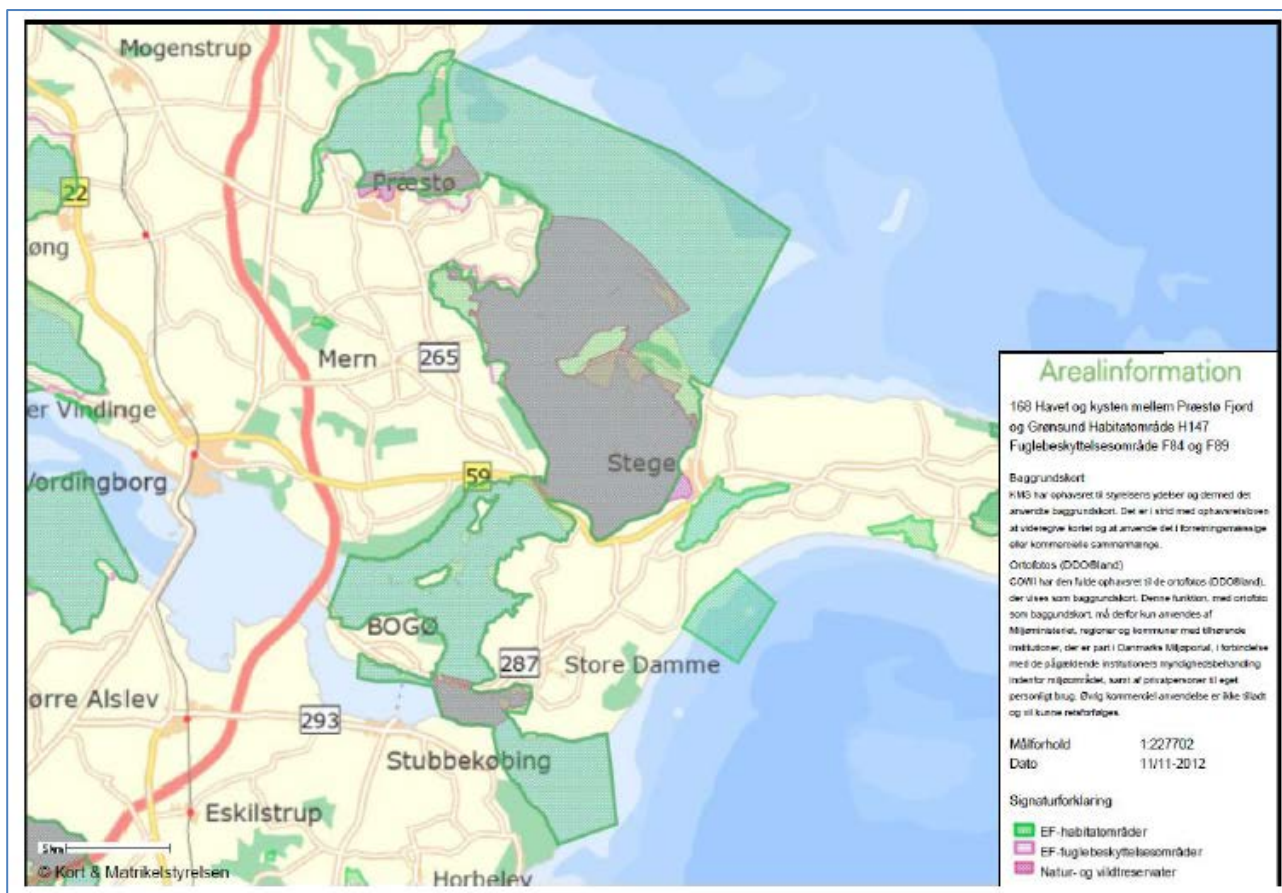 Mogenstrup
Præstø
22
øng
Mern
265
er Vindinge
Vordingborg
59
Stege
BOGØ
287
Store Damme
ørre Alslev
293
Stubbekøbing
Eskilstrup
5 km
© Kort & Matrikelstyrelsen
Horbelev
Arealinformation
168 Havet og kysten mellem Præstø Fjord
og Grønsund Habitatområde H147
Fuglebeskyttelsesområde F84 og F89
Baggrundskort
KMS har ophavsret til styrelsens ydelser og dermed det
anvendte baggrundskort. Det er i strid med ophavsretsloven
at videregive kortet og at anvende det i forretningsmæssige
eller kommercielle sammenhænge.
Ortofotos (DDO®land)
COWI har den fulde ophavsret til de ortofotos (DDO®land),
der vises som baggrundskort. Denne funktion, med ortofoto
som baggundskort, må derfor kun anvendes af
Miljøministeriet, regioner og kommuner med tilhørende
institutioner, der er part i Danmarks Miljøportal, i forbindelse
med de pågældende institutioners myndighedsbehandling
indenfor miljøområdet, samt af privatpersoner til eget
personligt brug. Øvrig kommerciel anvendelse er ikke tilladt
og vil kunne retsforfølges.
Målforhold 1:227702
Dato 11/11-2012
Signaturforklaring
EF-habitatområder
EF-fuglebeskyttelsesområder
Natur- og vildtreservater